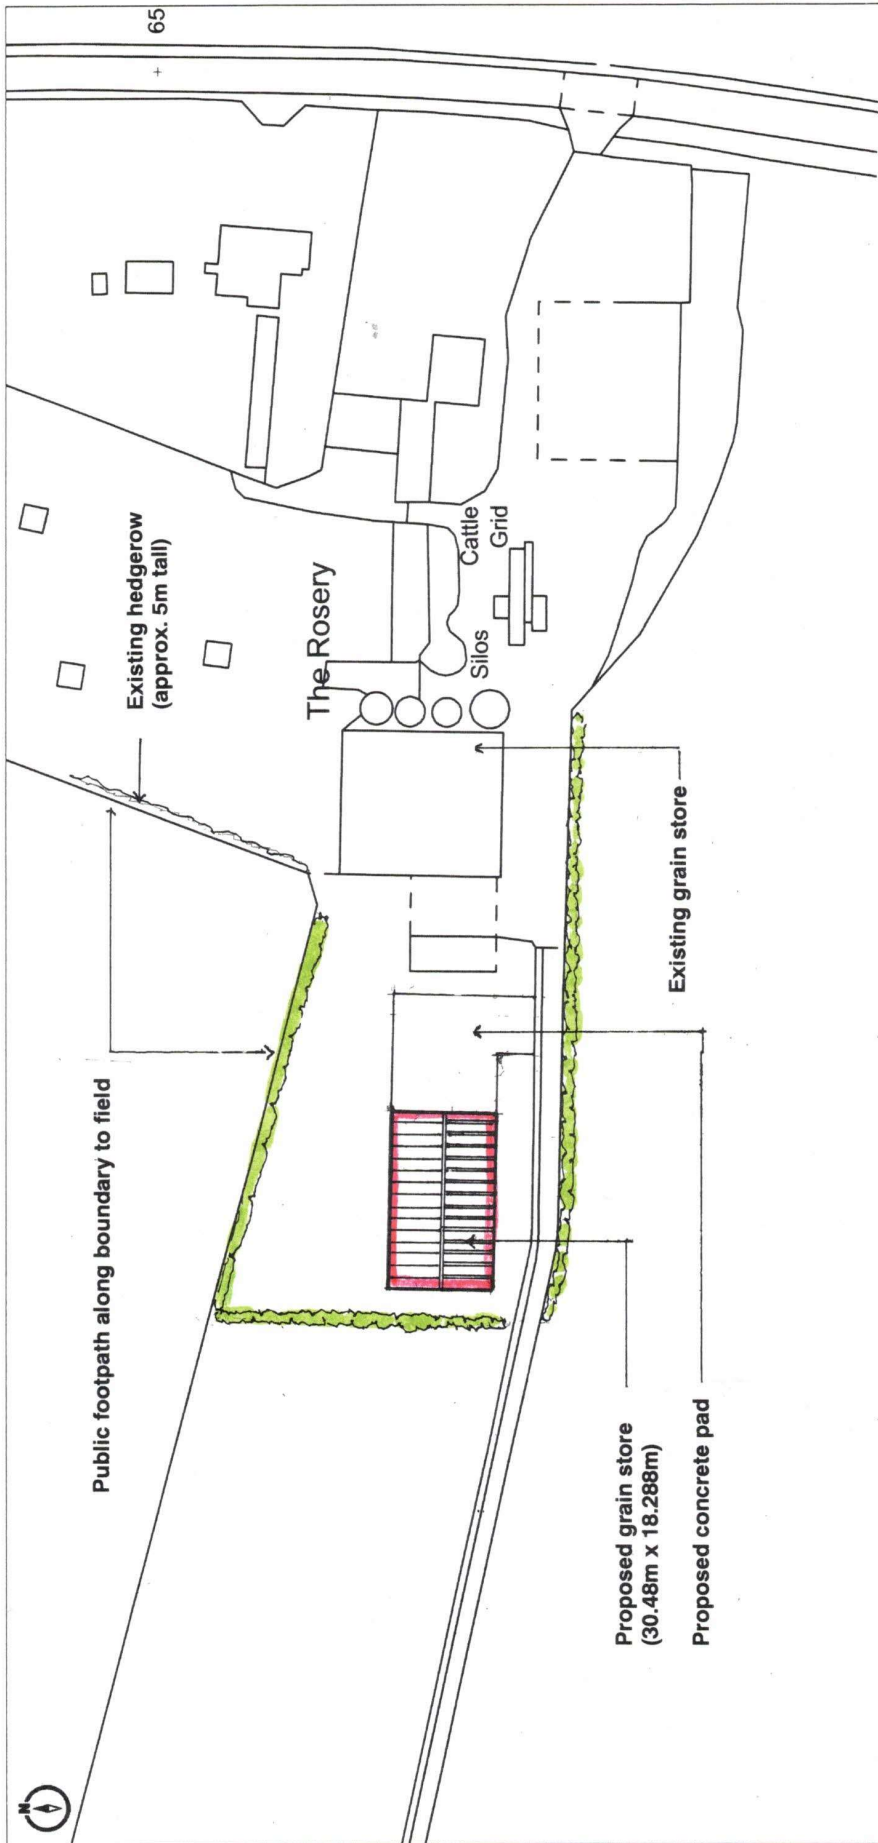 N
Public footpath along boundary to field
Existing hedgerow
(approx. 5m tall)
65
The Rosery
Silos
Cattle
Grid
Existing grain store
Proposed grain store
(30.48m x 18.288m)
Proposed concrete pad